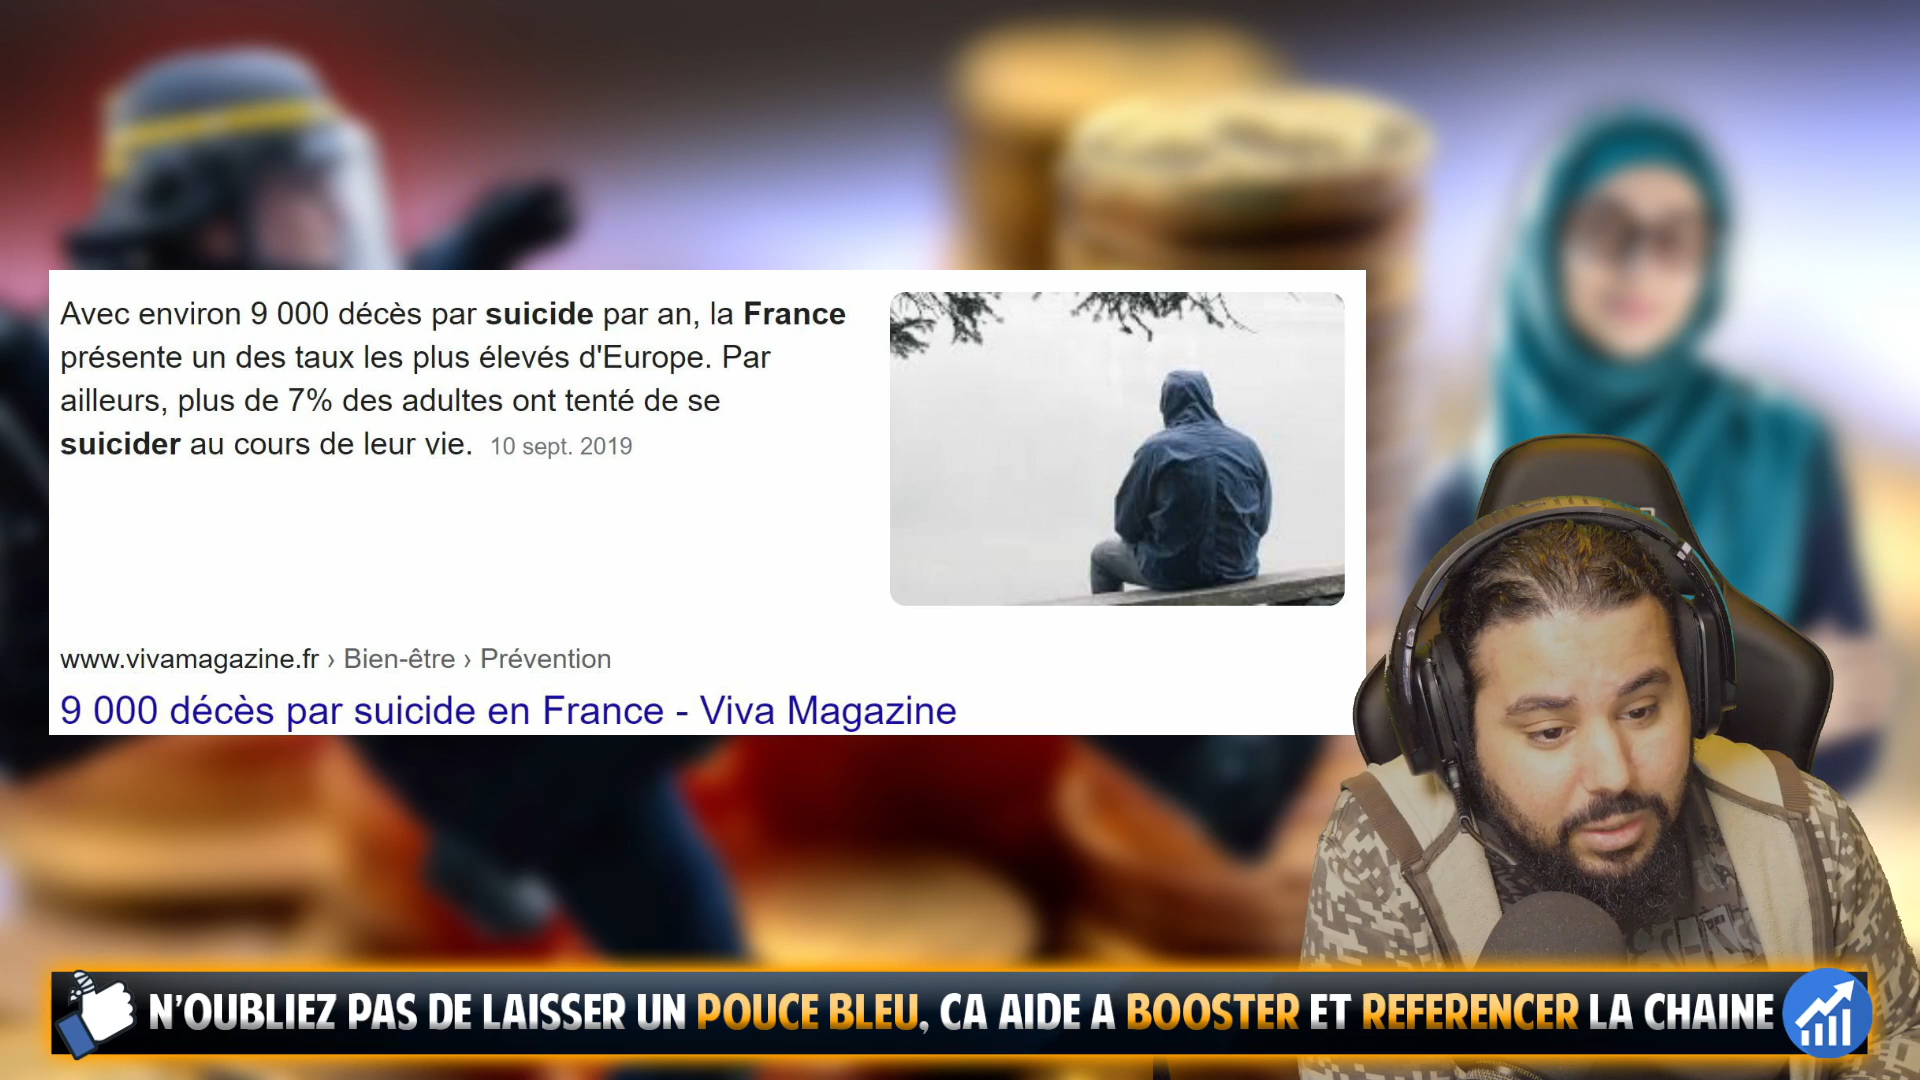 Avec environ 9 000 décès par suicide par an, la France
présente un des taux les plus élevés d'Europe. Par
ailleurs, plus de 7% des adultes ont tenté de se
suicider au cours de leur vie. 10 sept. 2019
www.vivamagazine.fr › Bien-être › Prévention
9 000 décès par suicide en France - Viva Magazine
N'OUBLIEZ PAS DE LAISSER UN POUCE BLEU, CA AIDE A BOOSTER ET REFERENCER LA CHAINE